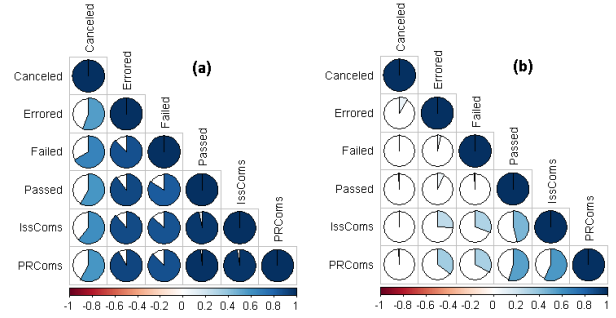 Canceled
Errored
Failed
Passed
IssComs
PRComs
(a)
Canceled
Errored
Failed
Passed
IssComs
PRComs
-1 -0.8 -0.6 -0.4 -0.2 0 0.2 0.4 0.6 0.8 1
Canceled
Errored
Failed
Passed
IssComs
PRComs
(b)
Canceled
Errored
Failed
Passed
IssComs
PRComs
-1 -0.8 -0.6 -0.4 -0.2 0 0.2 0.4 0.6 0.8 1